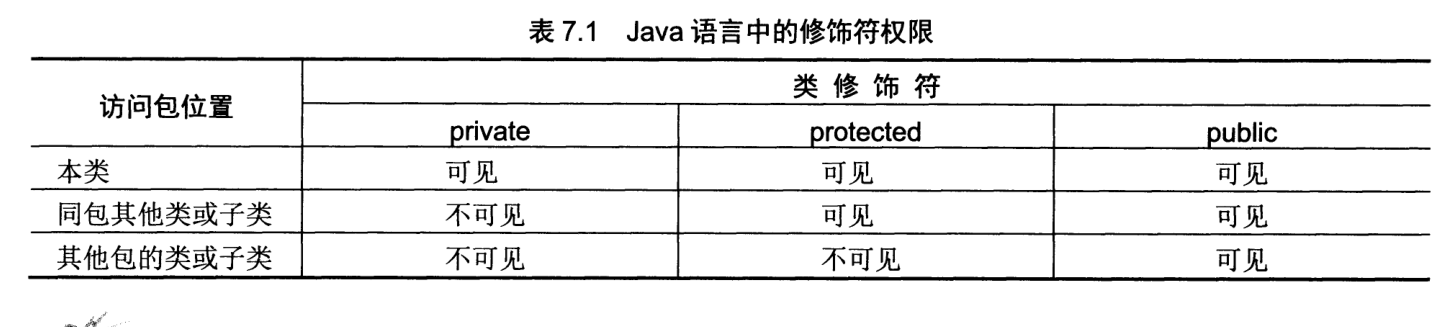 表 7.1 Java 语言中的修饰符权限
访问包位置 类 修 饰 符
private protected public
本类 可见 可见 可见
同包其他类或子类 不可见 可见 可见
其他包的类或子类 不可见 不可见 可见